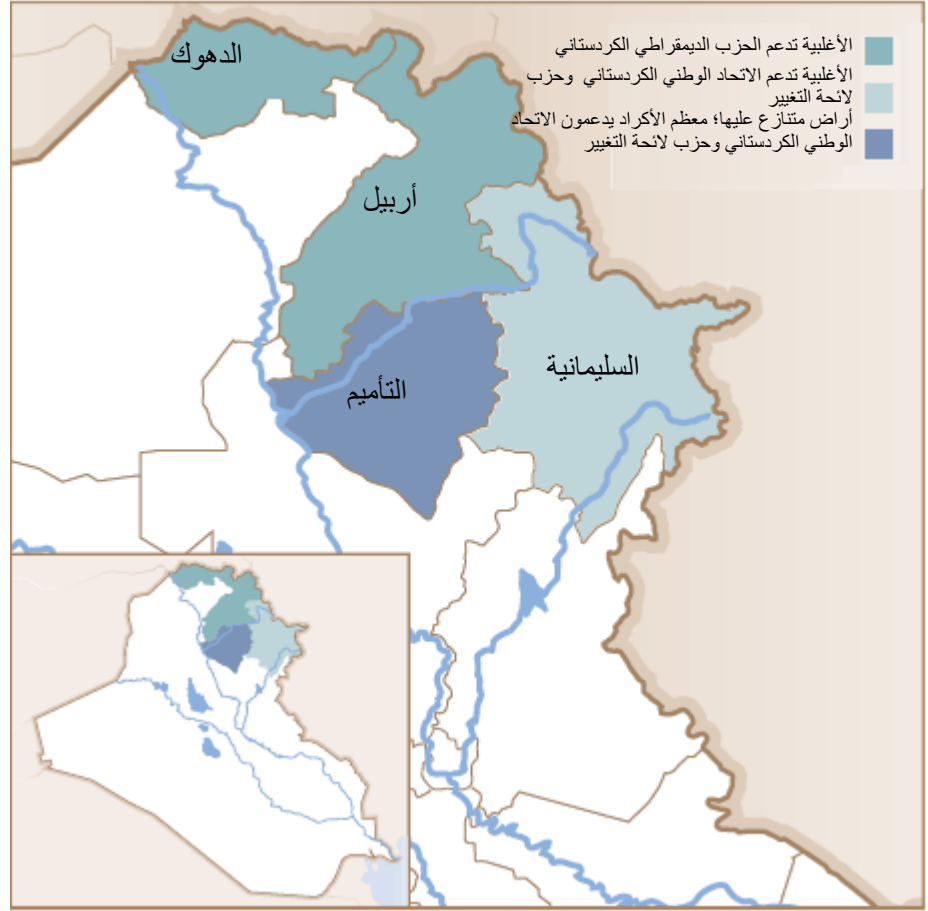 الأغلبية تدعم الحزب الديمقراطي الكردستاني
الأغلبية تدعم الاتحاد الوطني الكردستاني وحزب
لائحة التغيير
أراض متنازع عليها؛ معظم الأكراد يدعمون الاتحاد
الوطني الكردستاني وحزب لائحة التغيير
الدهوك
أربيل
السليمانية
التأميم